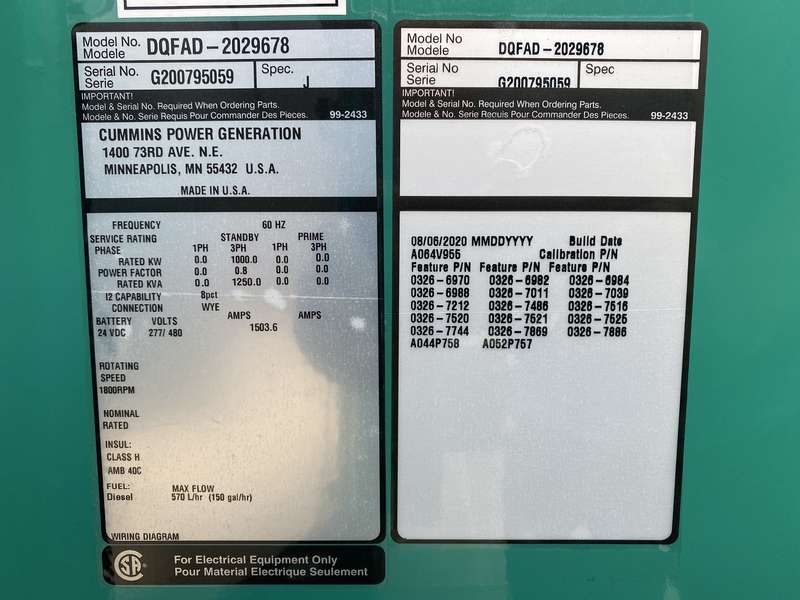 Model No. DQFAD-2029678
Modele
Serial No. G200795059 Spec. J
Serie
IMPORTANT!
Model & Serial No. Required When Ordering Parts.
Modele & No. Serie Requis Pour Commander Des Pieces. 99-2433
CUMMINS POWER GENERATION
1400 73RD AVE. N.E.
MINNEAPOLIS, MN 55432 U.S.A.
MADE IN U.S.A.
FREQUENCY 60 HZ
SERVICE RATING STANDBY PRIME
PHASE 1PH 3PH 1PH 3PH
RATED KW 0.0 1000.0 0.0 0.0
POWER FACTOR 0.0 0.8 0.0 0.0
RATED KVA 0.0 1250.0 0.0 0.0
I2 CAPABILITY 8pct
CONNECTION WYE
BATTERY VOLTS AMPS AMPS
24 VDC 277/ 480 1503.6
ROTATING
SPEED
1800RPM
NOMINAL
RATED
INSUL:
CLASS H
AMB 40C
FUEL: MAX FLOW
Diesel 570 L/hr (150 gal/hr)
WIRING DIAGRAM
For Electrical Equipment Only
Pour Material Electrique Seulement
Model No. DQFAD-2029678
Modele
Serial No. G200795059 Spec
Serie
IMPORTANT!
Model & Serial No. Required When Ordering Parts.
Modele & No. Serie Requis Pour Commander Des Pieces. 99-2433
08/06/2020 MMDDYYYY Build Date
A064V956 Calibration P/N
Feature P/N Feature P/N Feature P/N
0326-6970 0326-6982 0326-6984
0326-6988 0326-7011 0326-7039
0326-7212 0326-7486 0326-7516
0326-7520 0326-7521 0326-7525
0326-7744 0326-7869 0326-7886
A044P758 A052P757